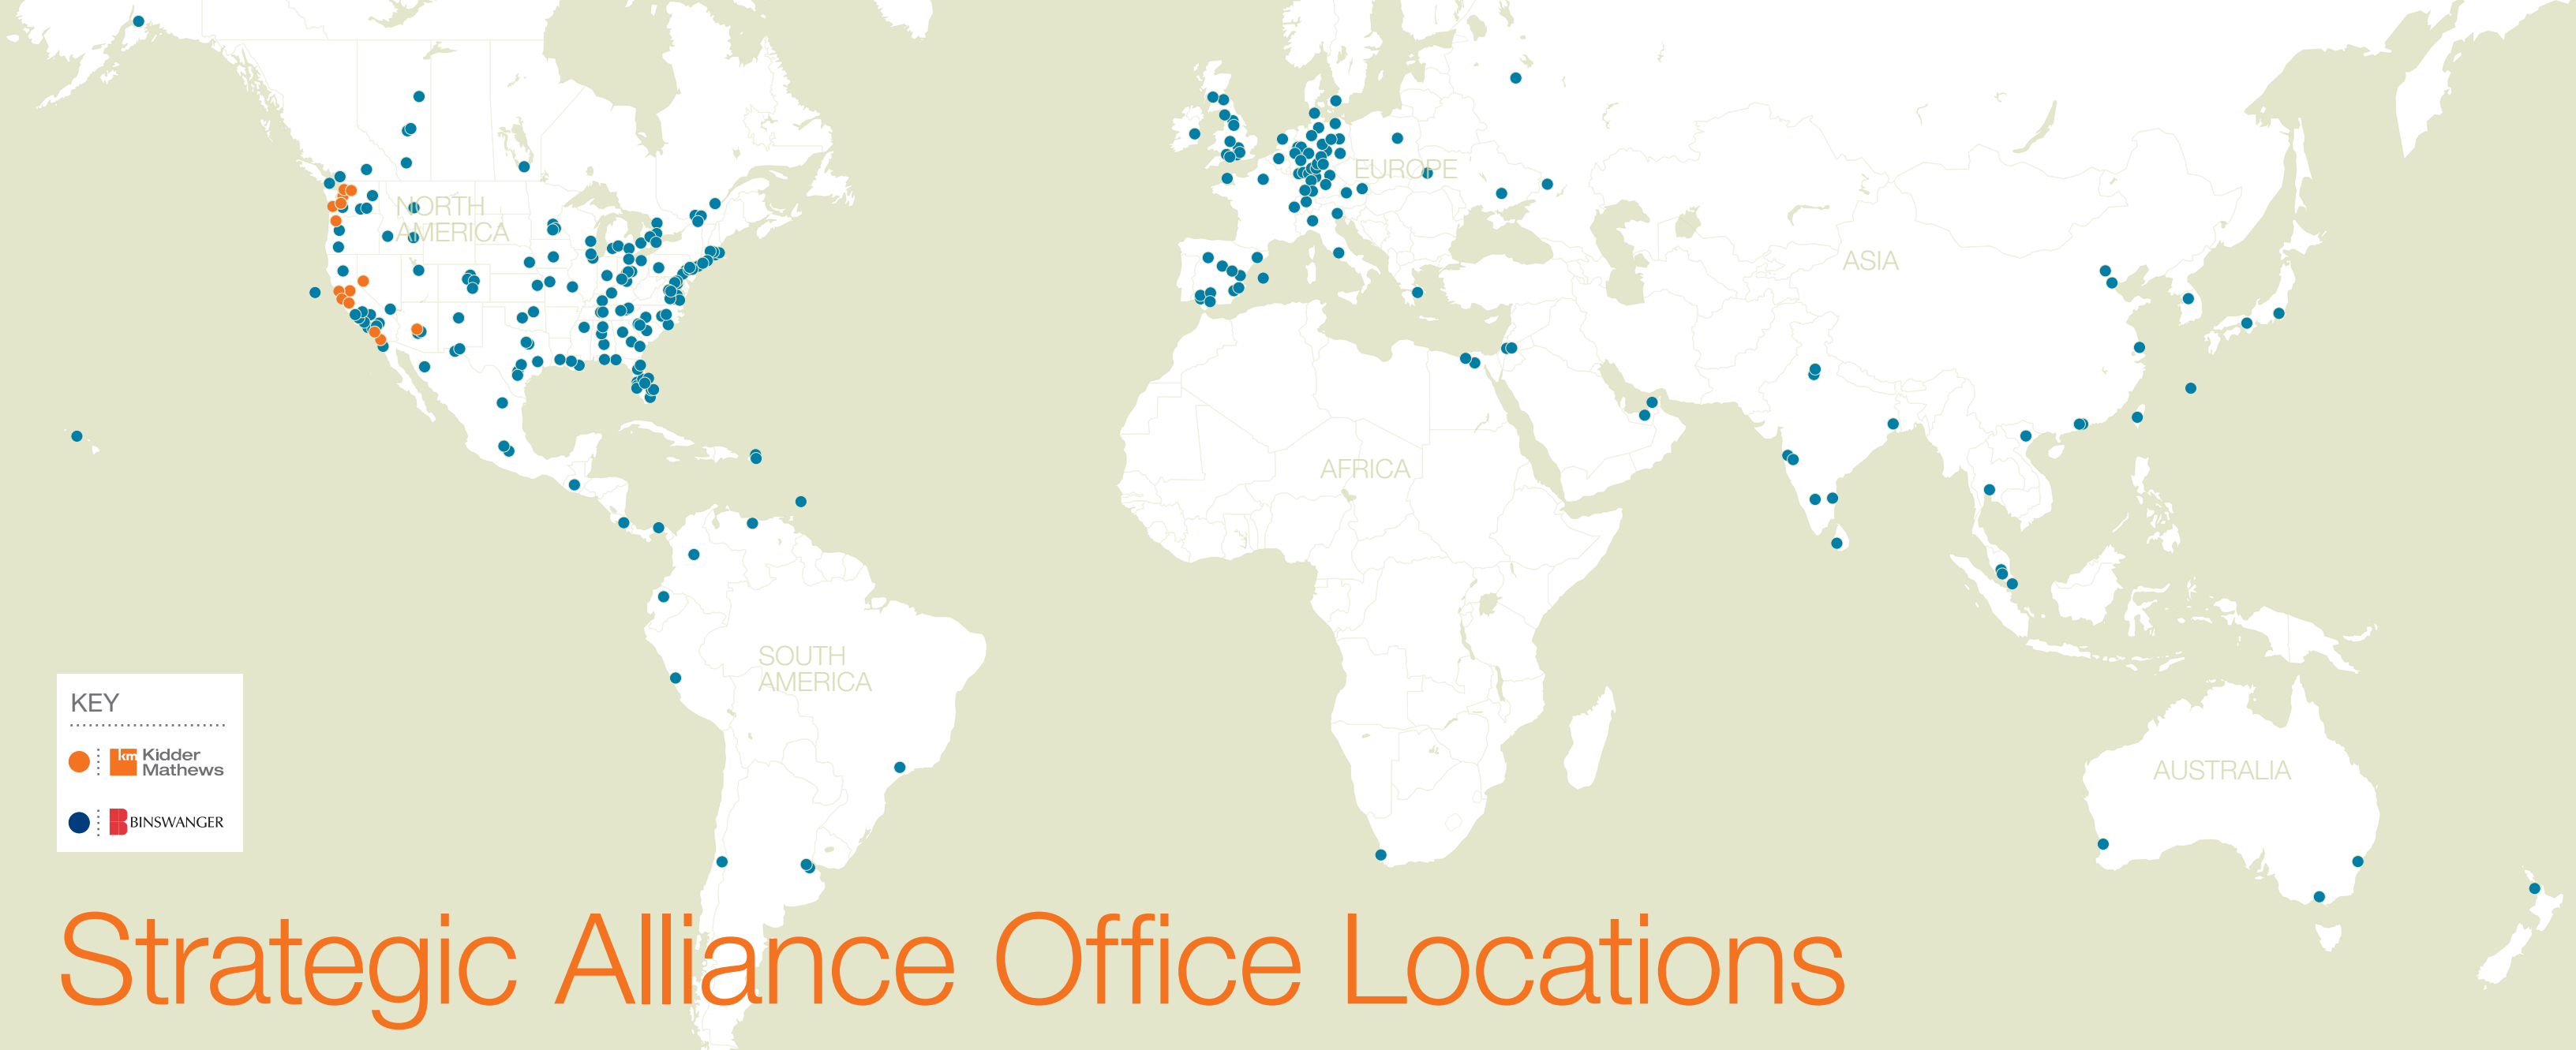 NORTH
AMERICA
EUROPE
ASIA
AFRICA
SOUTH
AMERICA
AUSTRALIA
KEY
km Kidder
Mathews
B BINSWANGER
Strategic Alliance Office Locations